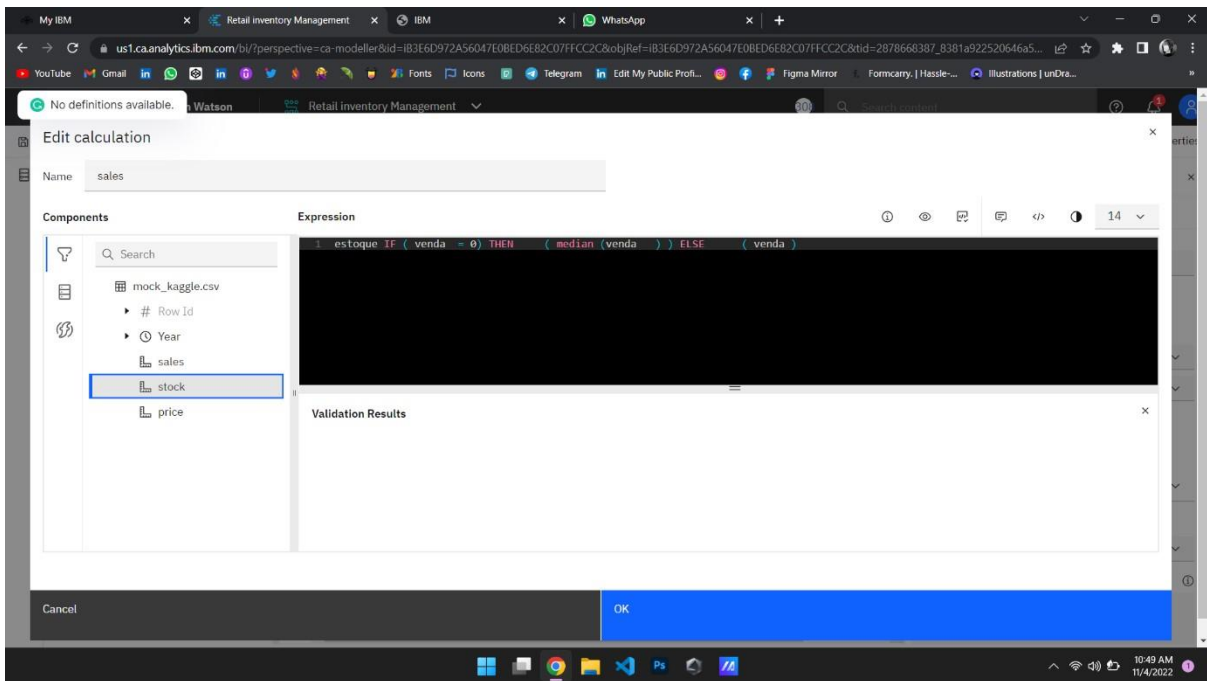 My IBM
Retail inventory Management
IBM
WhatsApp
us1.ca.analytics.ibm.com/bi/?perspective=ca-modeller&id=iB3E6D972A56047E0BED6E82C07FFCC2C&objRef=iB3E6D972A56047E0BED6E82C07FFCC2C&tid=2878668387_8381a922520646a5...
YouTube Gmail Fonts Icons Telegram Edit My Public Profi... Figma Mirror Formcarry. | Hassle-... Illustrations | unDra... »
No definitions available.
Watson Retail inventory Management Search content 1
Edit calculation
Name sales
Components Expression 14
1 estoque IF ( venda = 0) THEN ( median (venda ) ) ELSE ( venda )
Search
mock_kaggle.csv
# Row Id
Year
sales
stock
price
Validation Results
Cancel OK
Ps
10:49 AM
11/4/2022
1